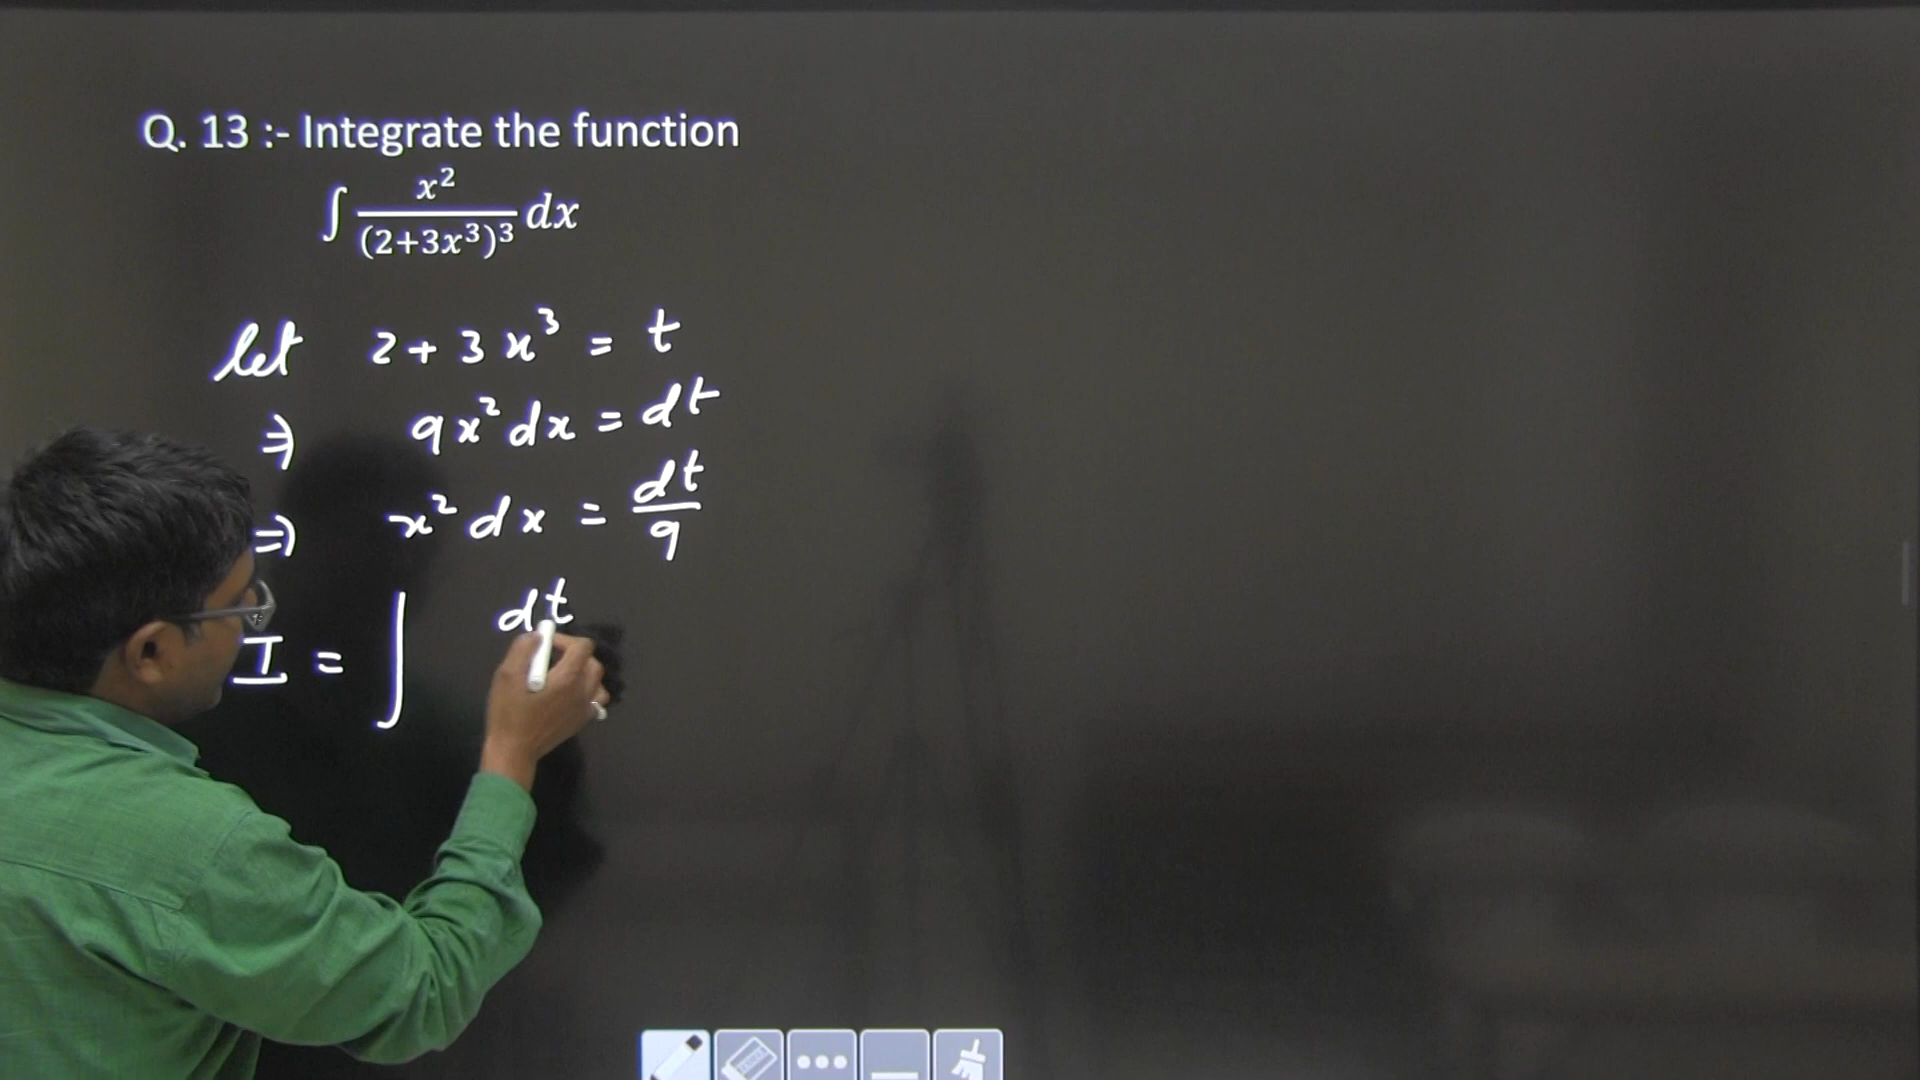 Q. 13 :- Integrate the function
∫ x²/(2+3x³)³ dx
let 2 + 3x³ = t
⇒ 9x² dx = dt
⇒ x² dx = dt/9
I = ∫ dt